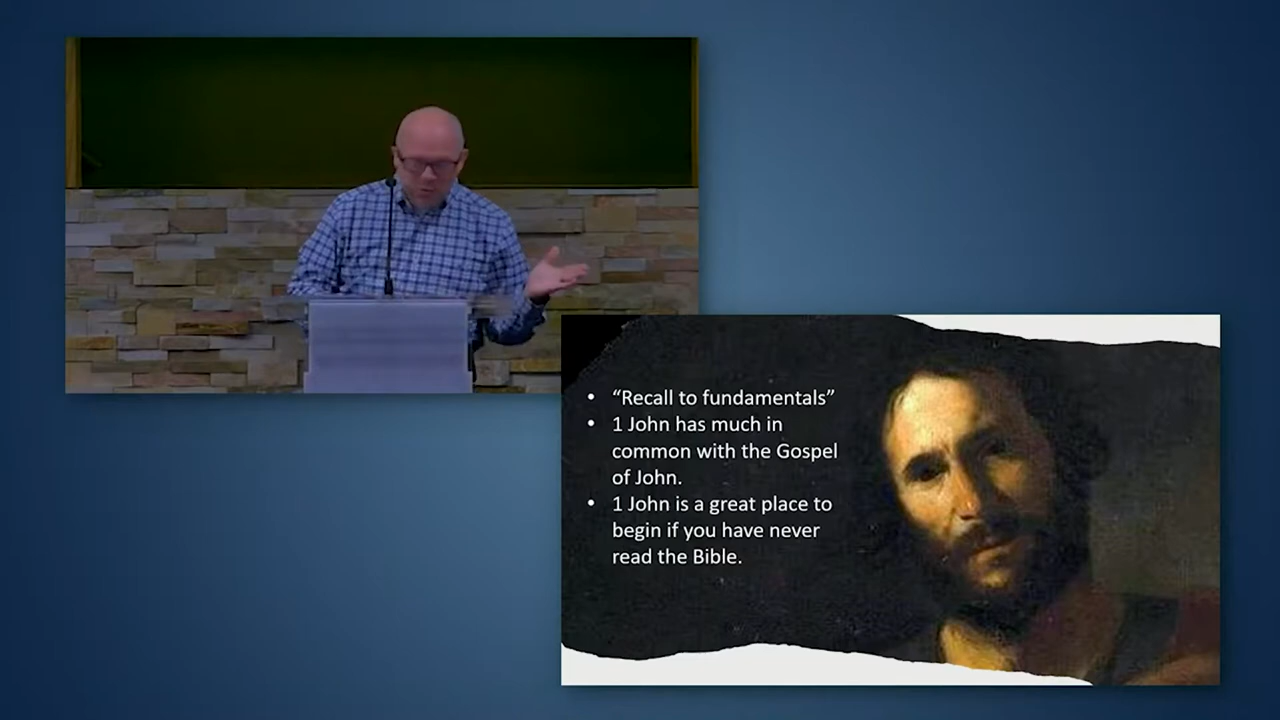 • “Recall to fundamentals”
• 1 John has much in
common with the Gospel
of John.
• 1 John is a great place to
begin if you have never
read the Bible.